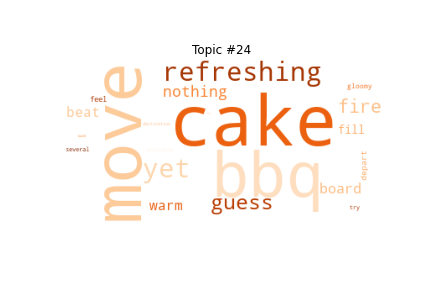 Topic #24
refreshing
nothing
gloomy
feel
move
cake
fire
beat
fill
several
yet
bbq
depart
board
warm
guess
try